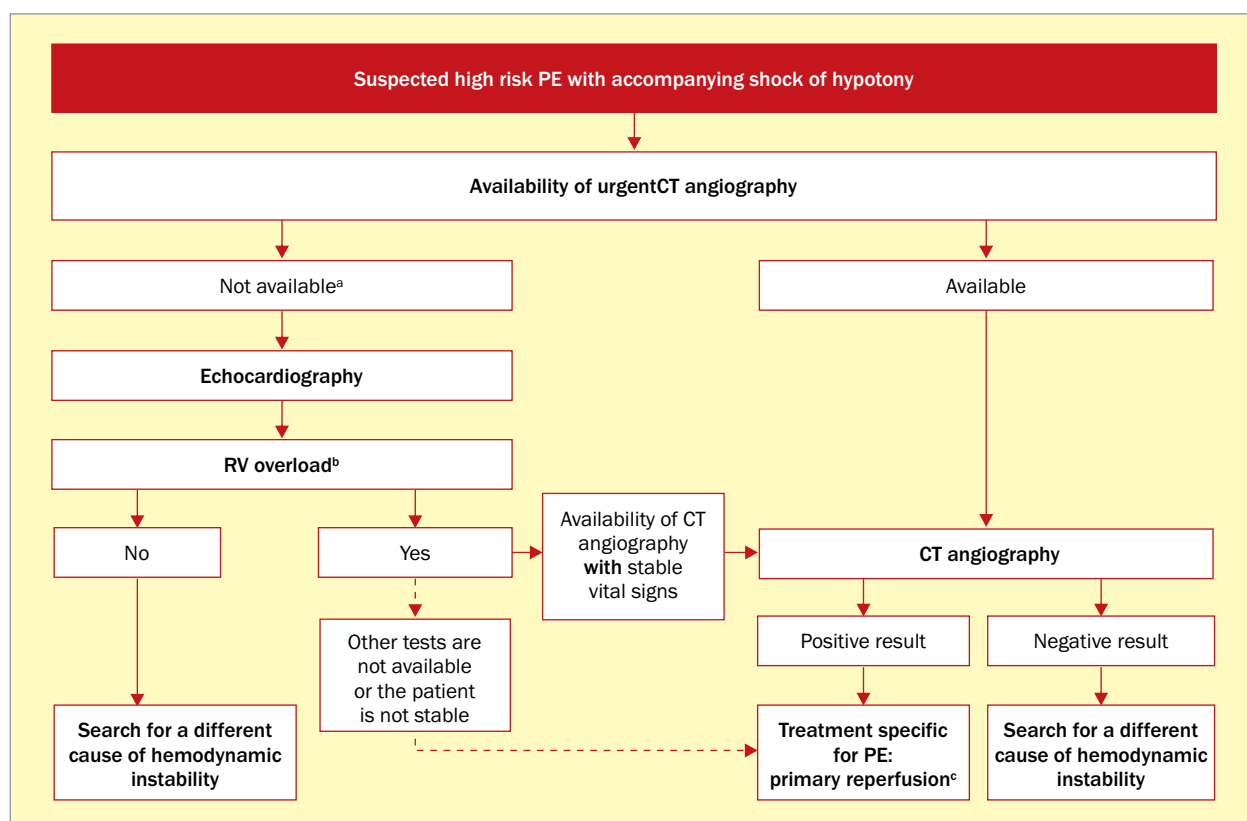 Suspected high risk PE with accompanying shock of hypotony
Availability of urgentCT angiography
Not availableᵃ
Available
Echocardiography
RV overloadᵇ
No
Yes
Availability of CT
angiography
with stable
vital signs
CT angiography
Other tests are
not available
or the patient
is not stable
Positive result
Negative result
Search for a different
cause of hemodynamic
instability
Treatment specific
for PE:
primary reperfusionᶜ
Search for a different
cause of hemodynamic
instability